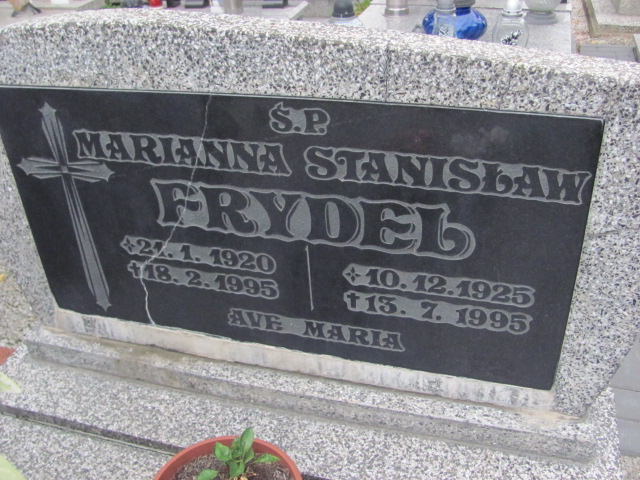 Ś.P.
MARIANNA STANISŁAW
FRYDEL
21.1.1920
18.2.1995
10.12.1925
13.7.1995
AVE MARIA